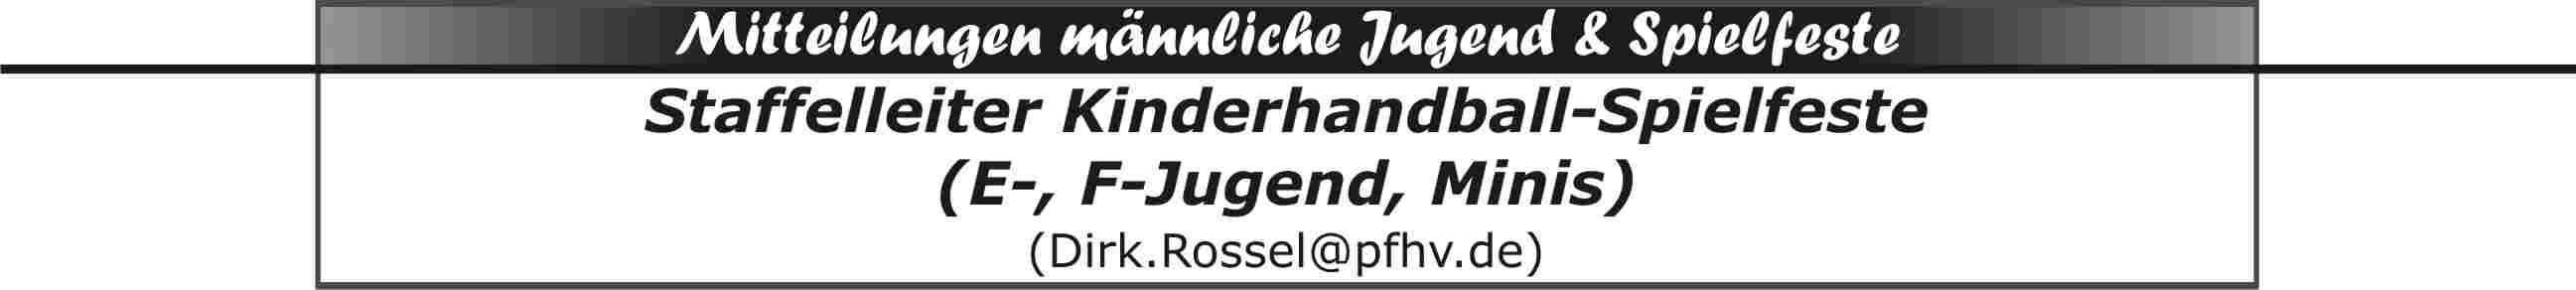 Mitteilungen männliche Jugend & Spielfeste
Staffelleiter Kinderhandball-Spielfeste
(E-, F-Jugend, Minis)
(Dirk.Rossel@pfhv.de)